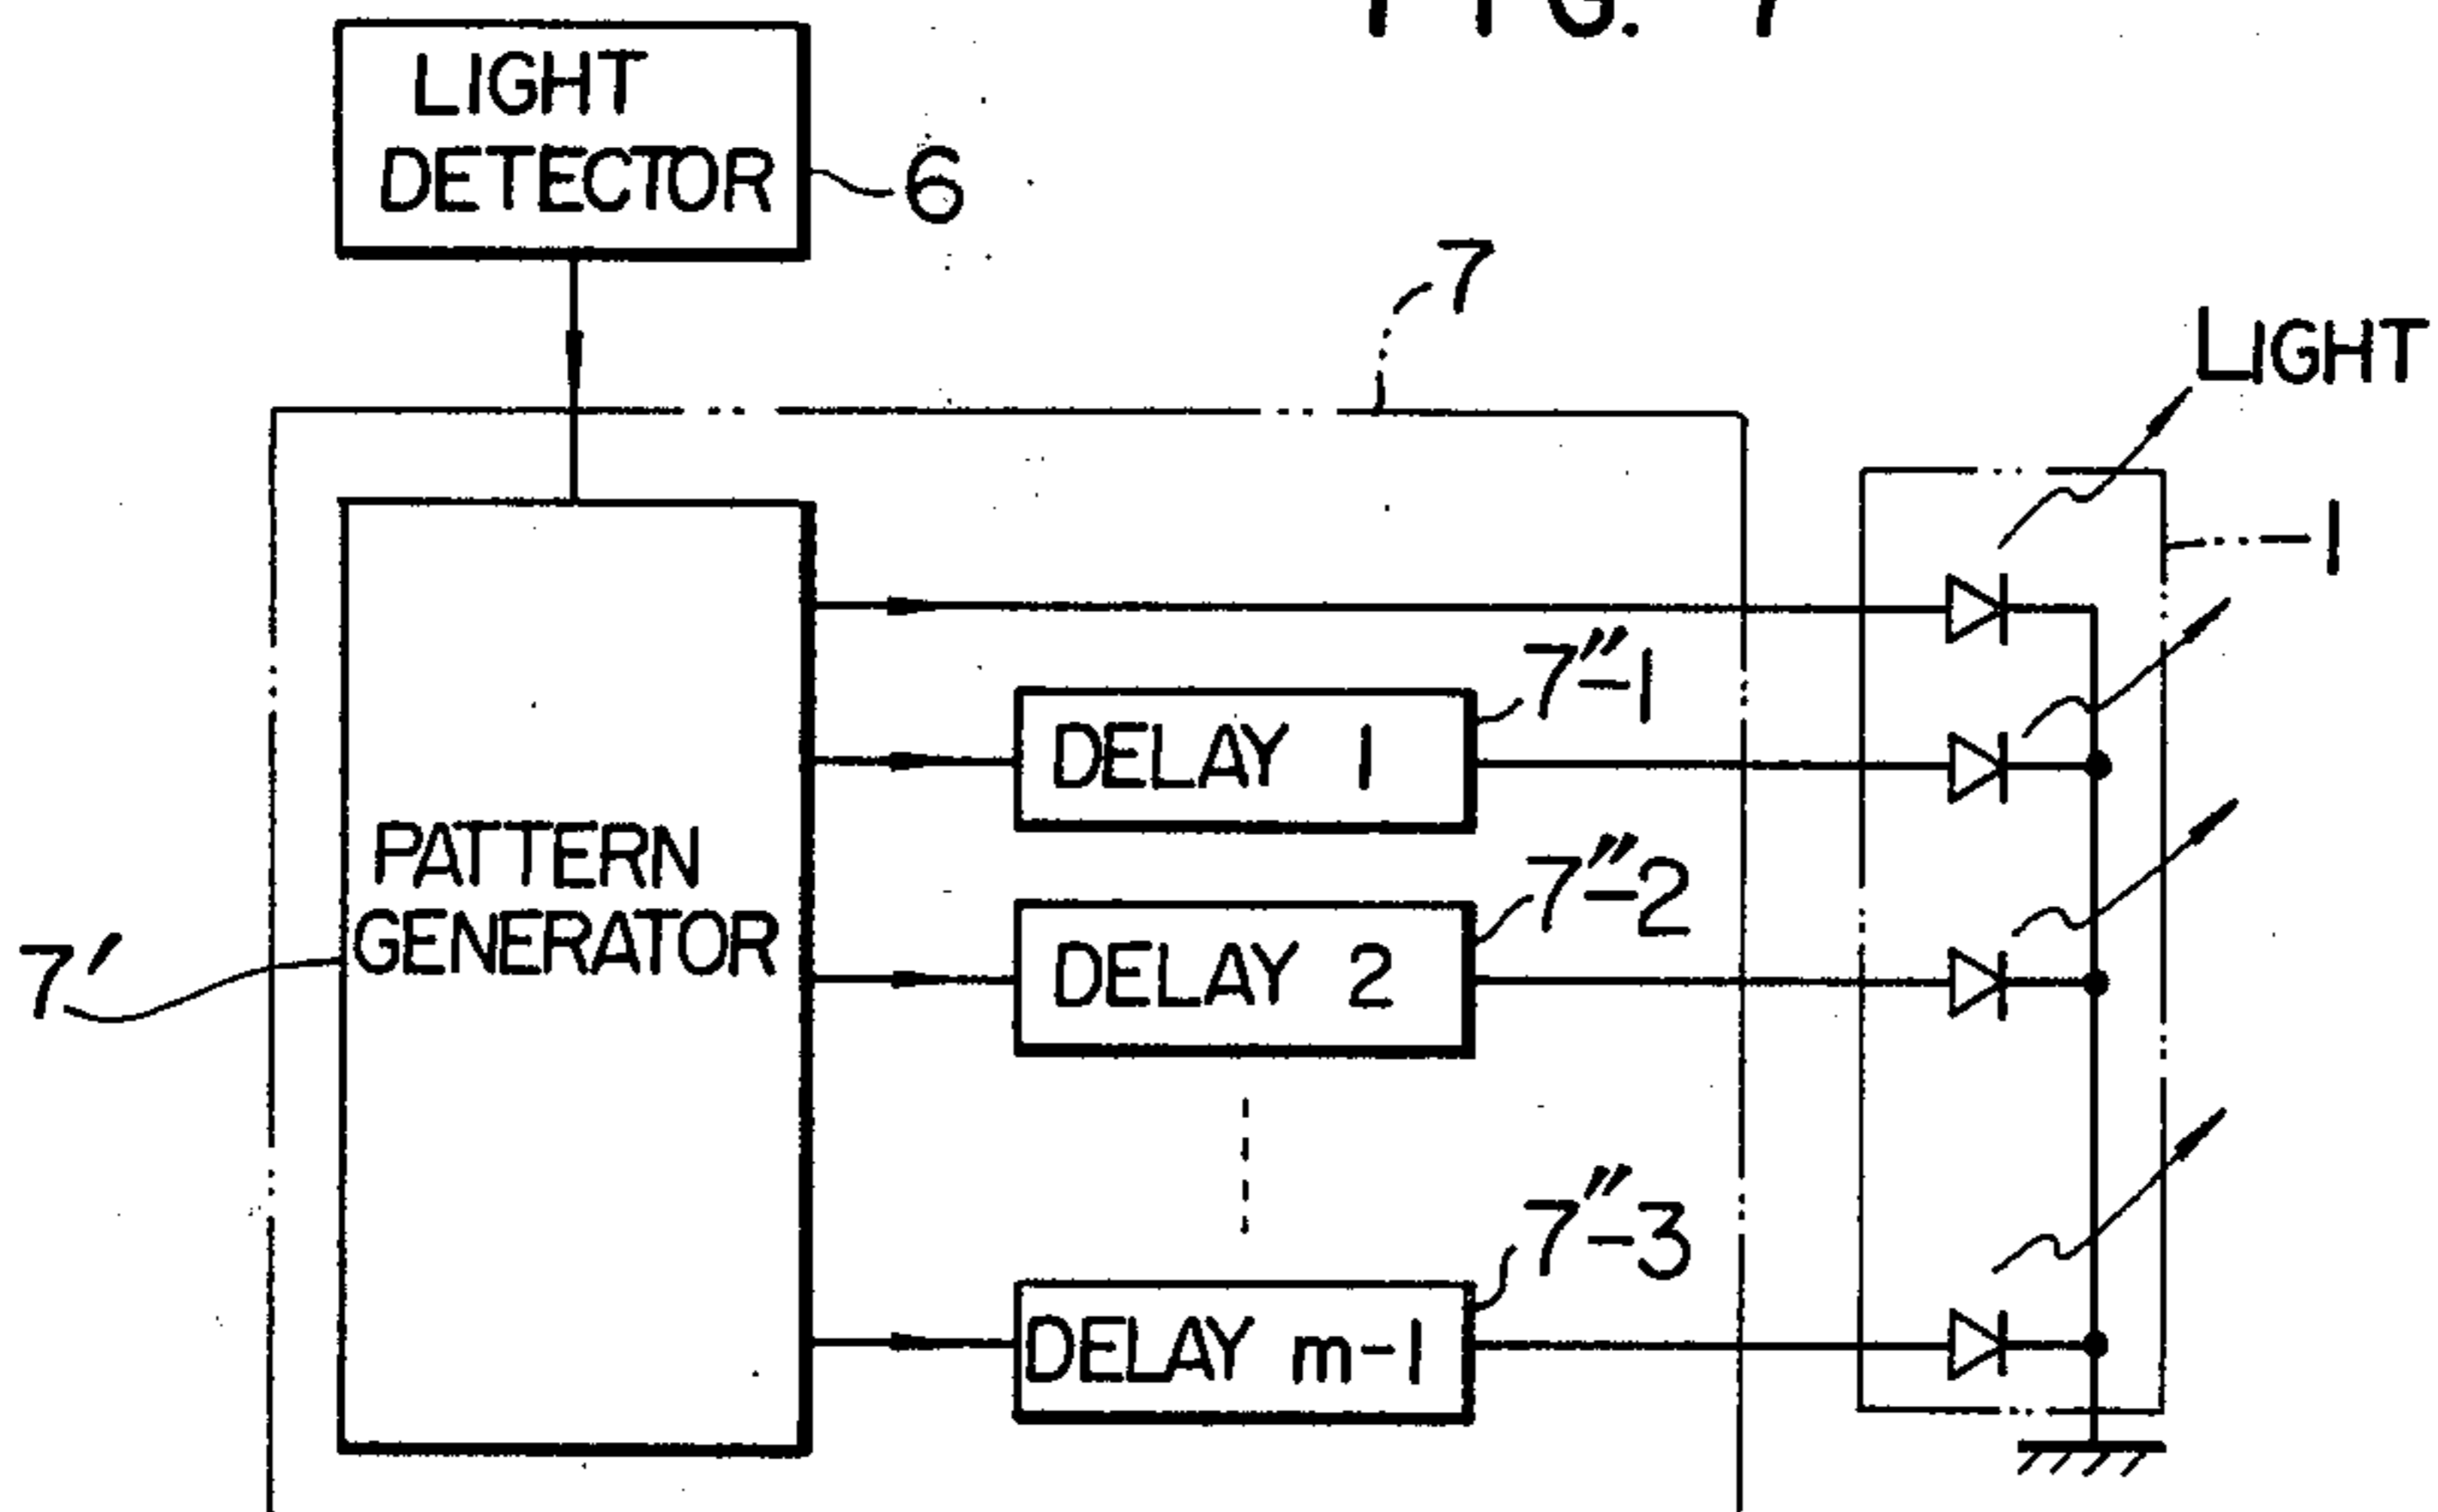 LIGHT
DETECTOR
6
7
LIGHT
1
7"-1
DELAY 1
PATTERN
GENERATOR
7'
7"-2
DELAY 2
7"-3
DELAY m-1